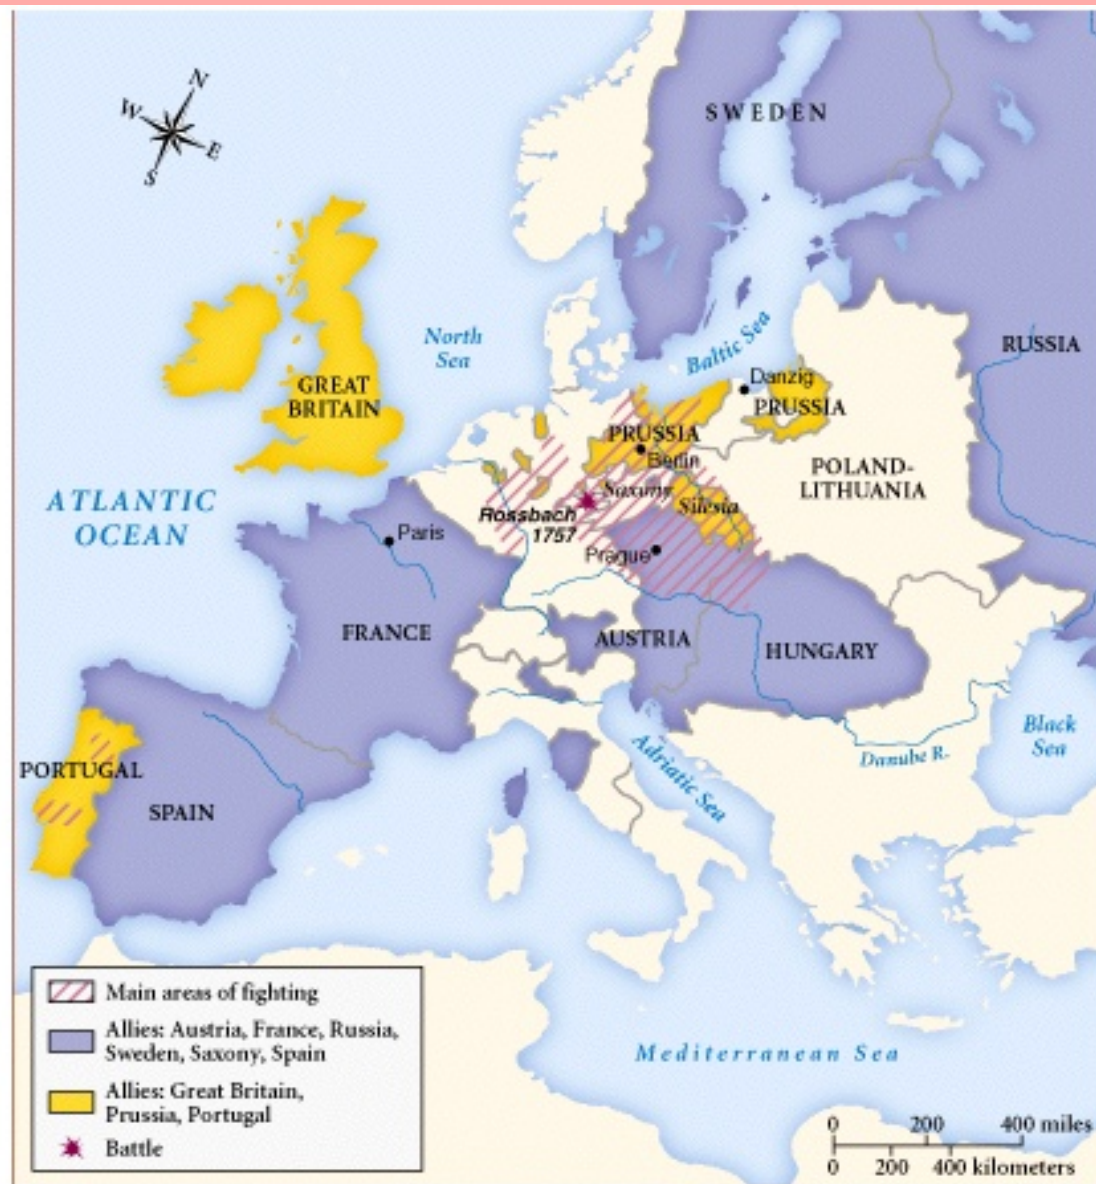 N
W
E
S
SWEDEN
North
Sea
Baltic Sea
RUSSIA
Danzig
PRUSSIA
GREAT
BRITAIN
PRUSSIA
Berlin
POLAND-
LITHUANIA
ATLANTIC
OCEAN
Saxony
Silesia
Rossbach
1757
Paris
Prague
FRANCE
AUSTRIA
HUNGARY
Black
Sea
Danube R.
Adriatic Sea
PORTUGAL
SPAIN
Main areas of fighting
Allies: Austria, France, Russia,
Sweden, Saxony, Spain
Allies: Great Britain,
Prussia, Portugal
Battle
Mediterranean Sea
0 200 400 miles
0 200 400 kilometers